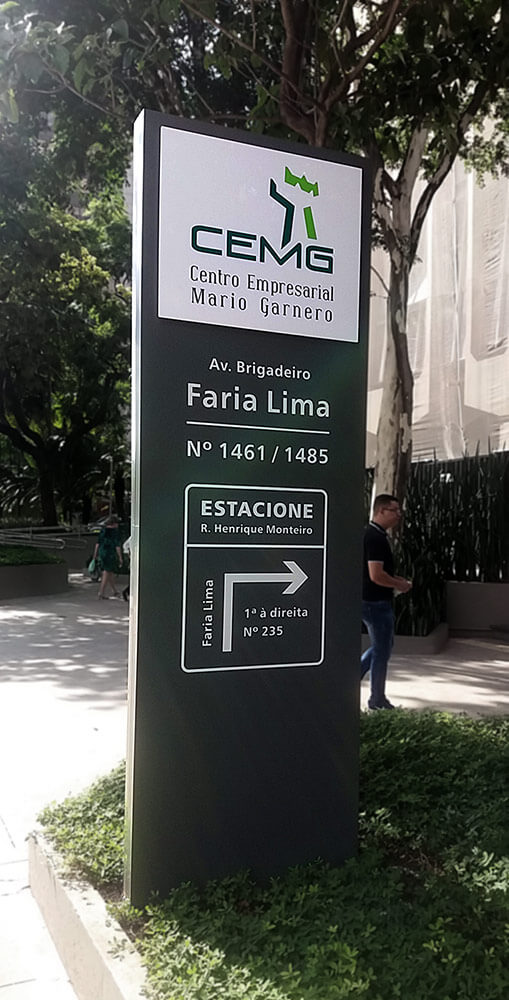 CEMG
Centro Empresarial
Mario Garnero
Av. Brigadeiro
Faria Lima
Nº 1461 / 1485
ESTACIONE
R. Henrique Monteiro
Faria Lima
1ª à direita
Nº 235